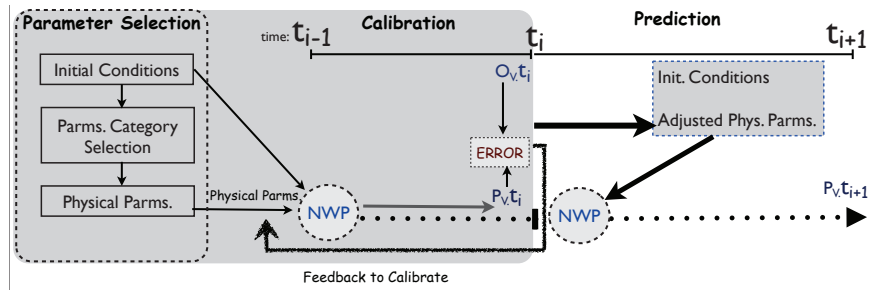 Parameter Selection
Calibration
Prediction
time: ti-1
ti
ti+1
Initial Conditions
Parms. Category
Selection
Physical Parms.
Physical Parms.
NWP
OV.ti
ERROR
PV.ti
Init. Conditions
Adjusted Phys. Parms.
NWP
PV.ti+1
Feedback to Calibrate